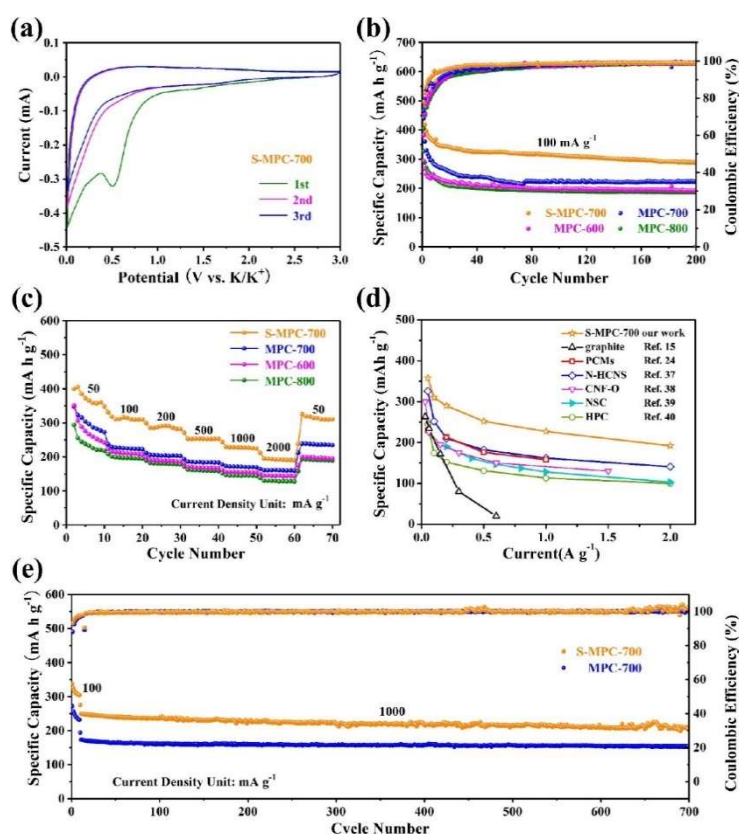 (a)
0.1
0.0
-0.1
-0.2
-0.3
-0.4
-0.5
Current (mA)
S-MPC-700
1st
2nd
3rd
0.0 0.5 1.0 1.5 2.0 2.5 3.0
Potential (V vs. K/K⁺)
(b)
700
600
500
400
300
200
100
0
Specific Capacity (mA h g⁻¹)
100 mA g⁻¹
S-MPC-700 MPC-700
MPC-600 MPC-800
100
80
60
40
20
0
Coulombic Efficiency (%)
0 40 80 120 160 200
Cycle Number
(c)
600
500
400
300
200
100
0
Specific Capacity (mA h g⁻¹)
S-MPC-700
MPC-700
MPC-600
MPC-800
50
100
200
500
1000
2000
50
Current Density Unit: mA g⁻¹
0 10 20 30 40 50 60 70
Cycle Number
(d)
500
400
300
200
100
0
Specific Capacity (mAh g⁻¹)
S-MPC-700 our work
graphite Ref. 15
PCMs Ref. 24
N-HCNS Ref. 37
CNF-O Ref. 38
NSC Ref. 39
HPC Ref. 40
0.0 0.5 1.0 1.5 2.0
Current(A g⁻¹)
(e)
600
550
500
450
400
350
300
250
200
150
100
50
0
Specific Capacity (mA h g⁻¹)
S-MPC-700
MPC-700
100
1000
Current Density Unit: mA g⁻¹
100
80
60
40
20
0
Coulombic Efficiency (%)
0 100 200 300 400 500 600 700
Cycle Number